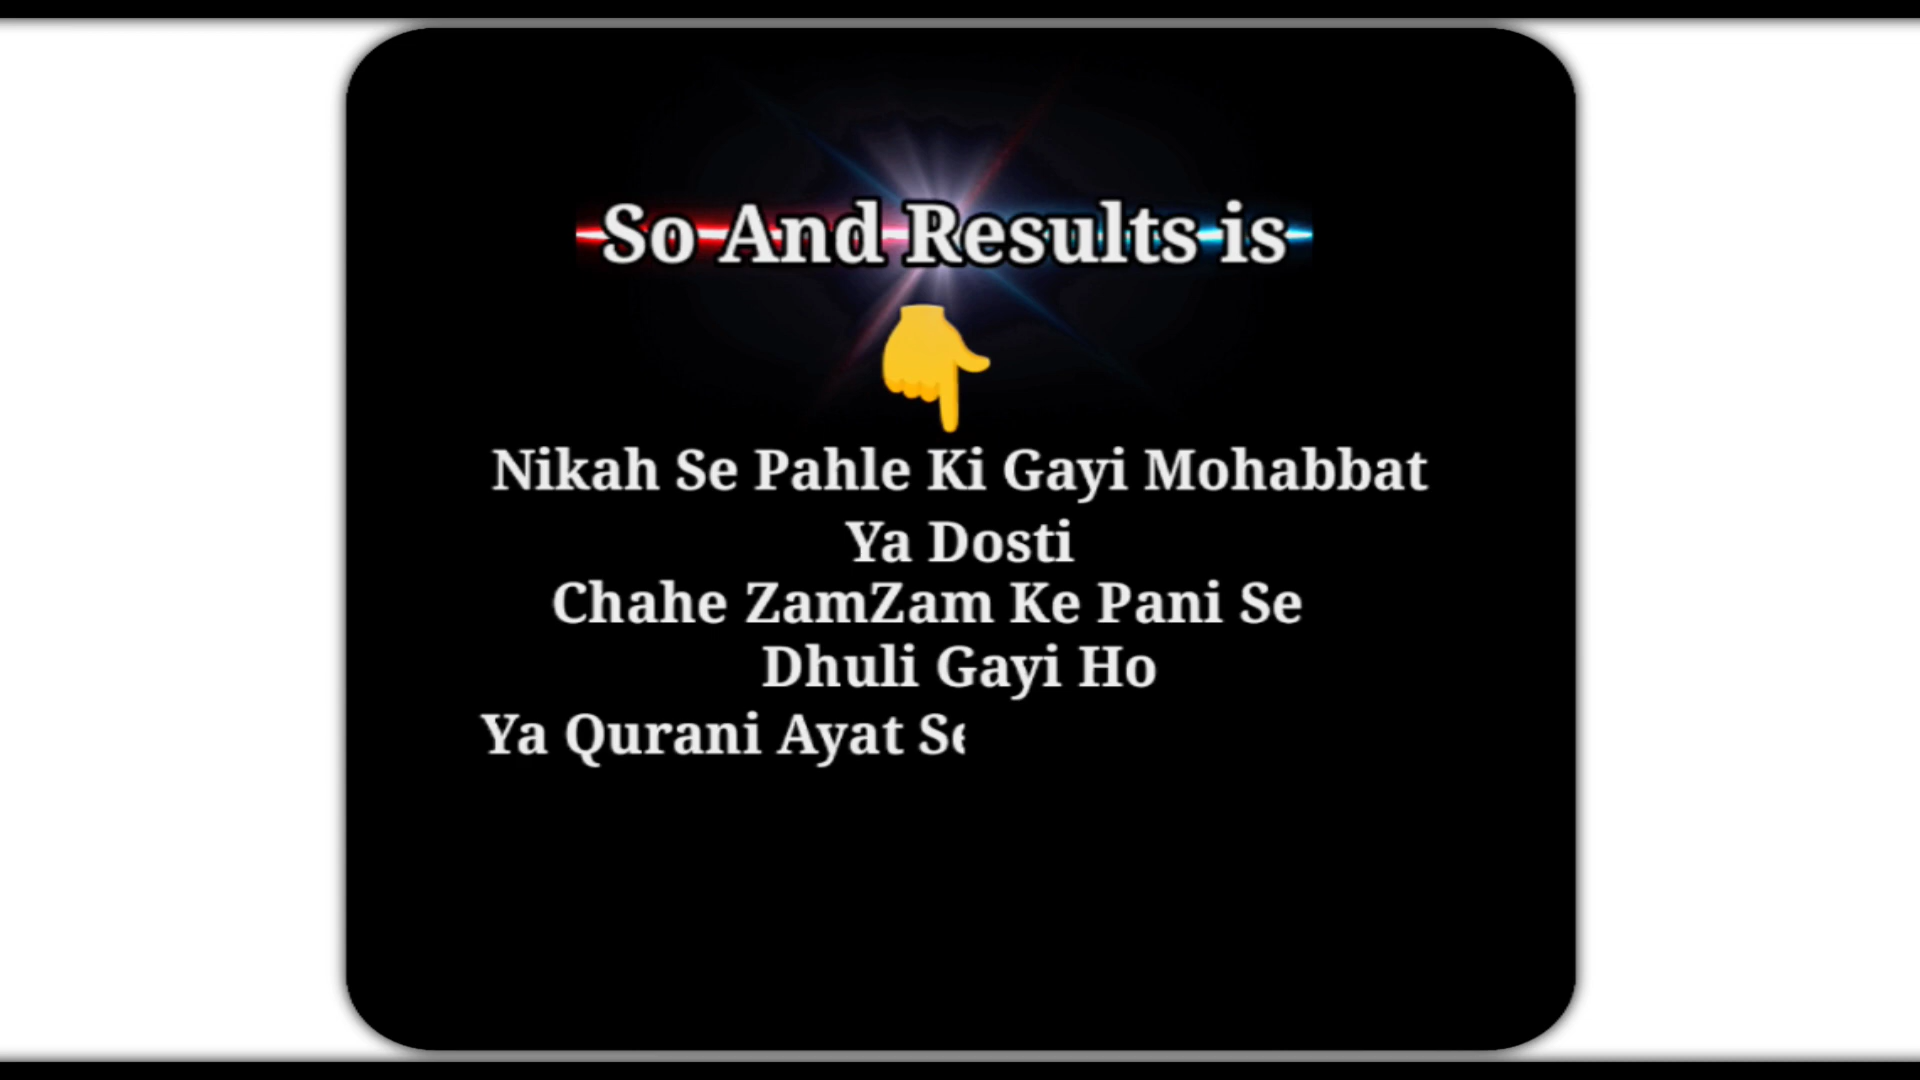 So And Results is
Nikah Se Pahle Ki Gayi Mohabbat
Ya Dosti
Chahe ZamZam Ke Pani Se
Dhuli Gayi Ho
Ya Qurani Ayat Se